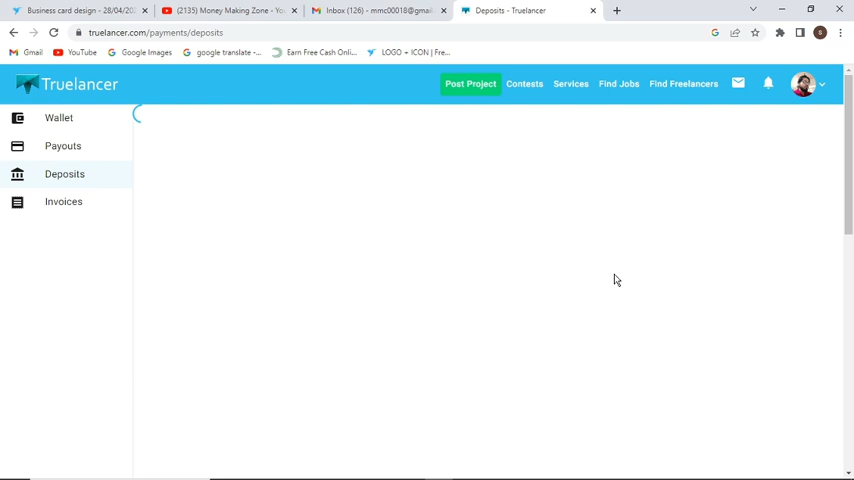 Business card design - 28/04/202
(2135) Money Making Zone - Yo
Inbox (126) - mmc00018@gmail
Deposits - Truelancer
truelancer.com/payments/deposits
S
Gmail
YouTube
Google Images
google translate -...
Earn Free Cash Onli...
LOGO + ICON | Fre...
Truelancer
Post Project
Contests
Services
Find Jobs
Find Freelancers
Wallet
Payouts
Deposits
Invoices